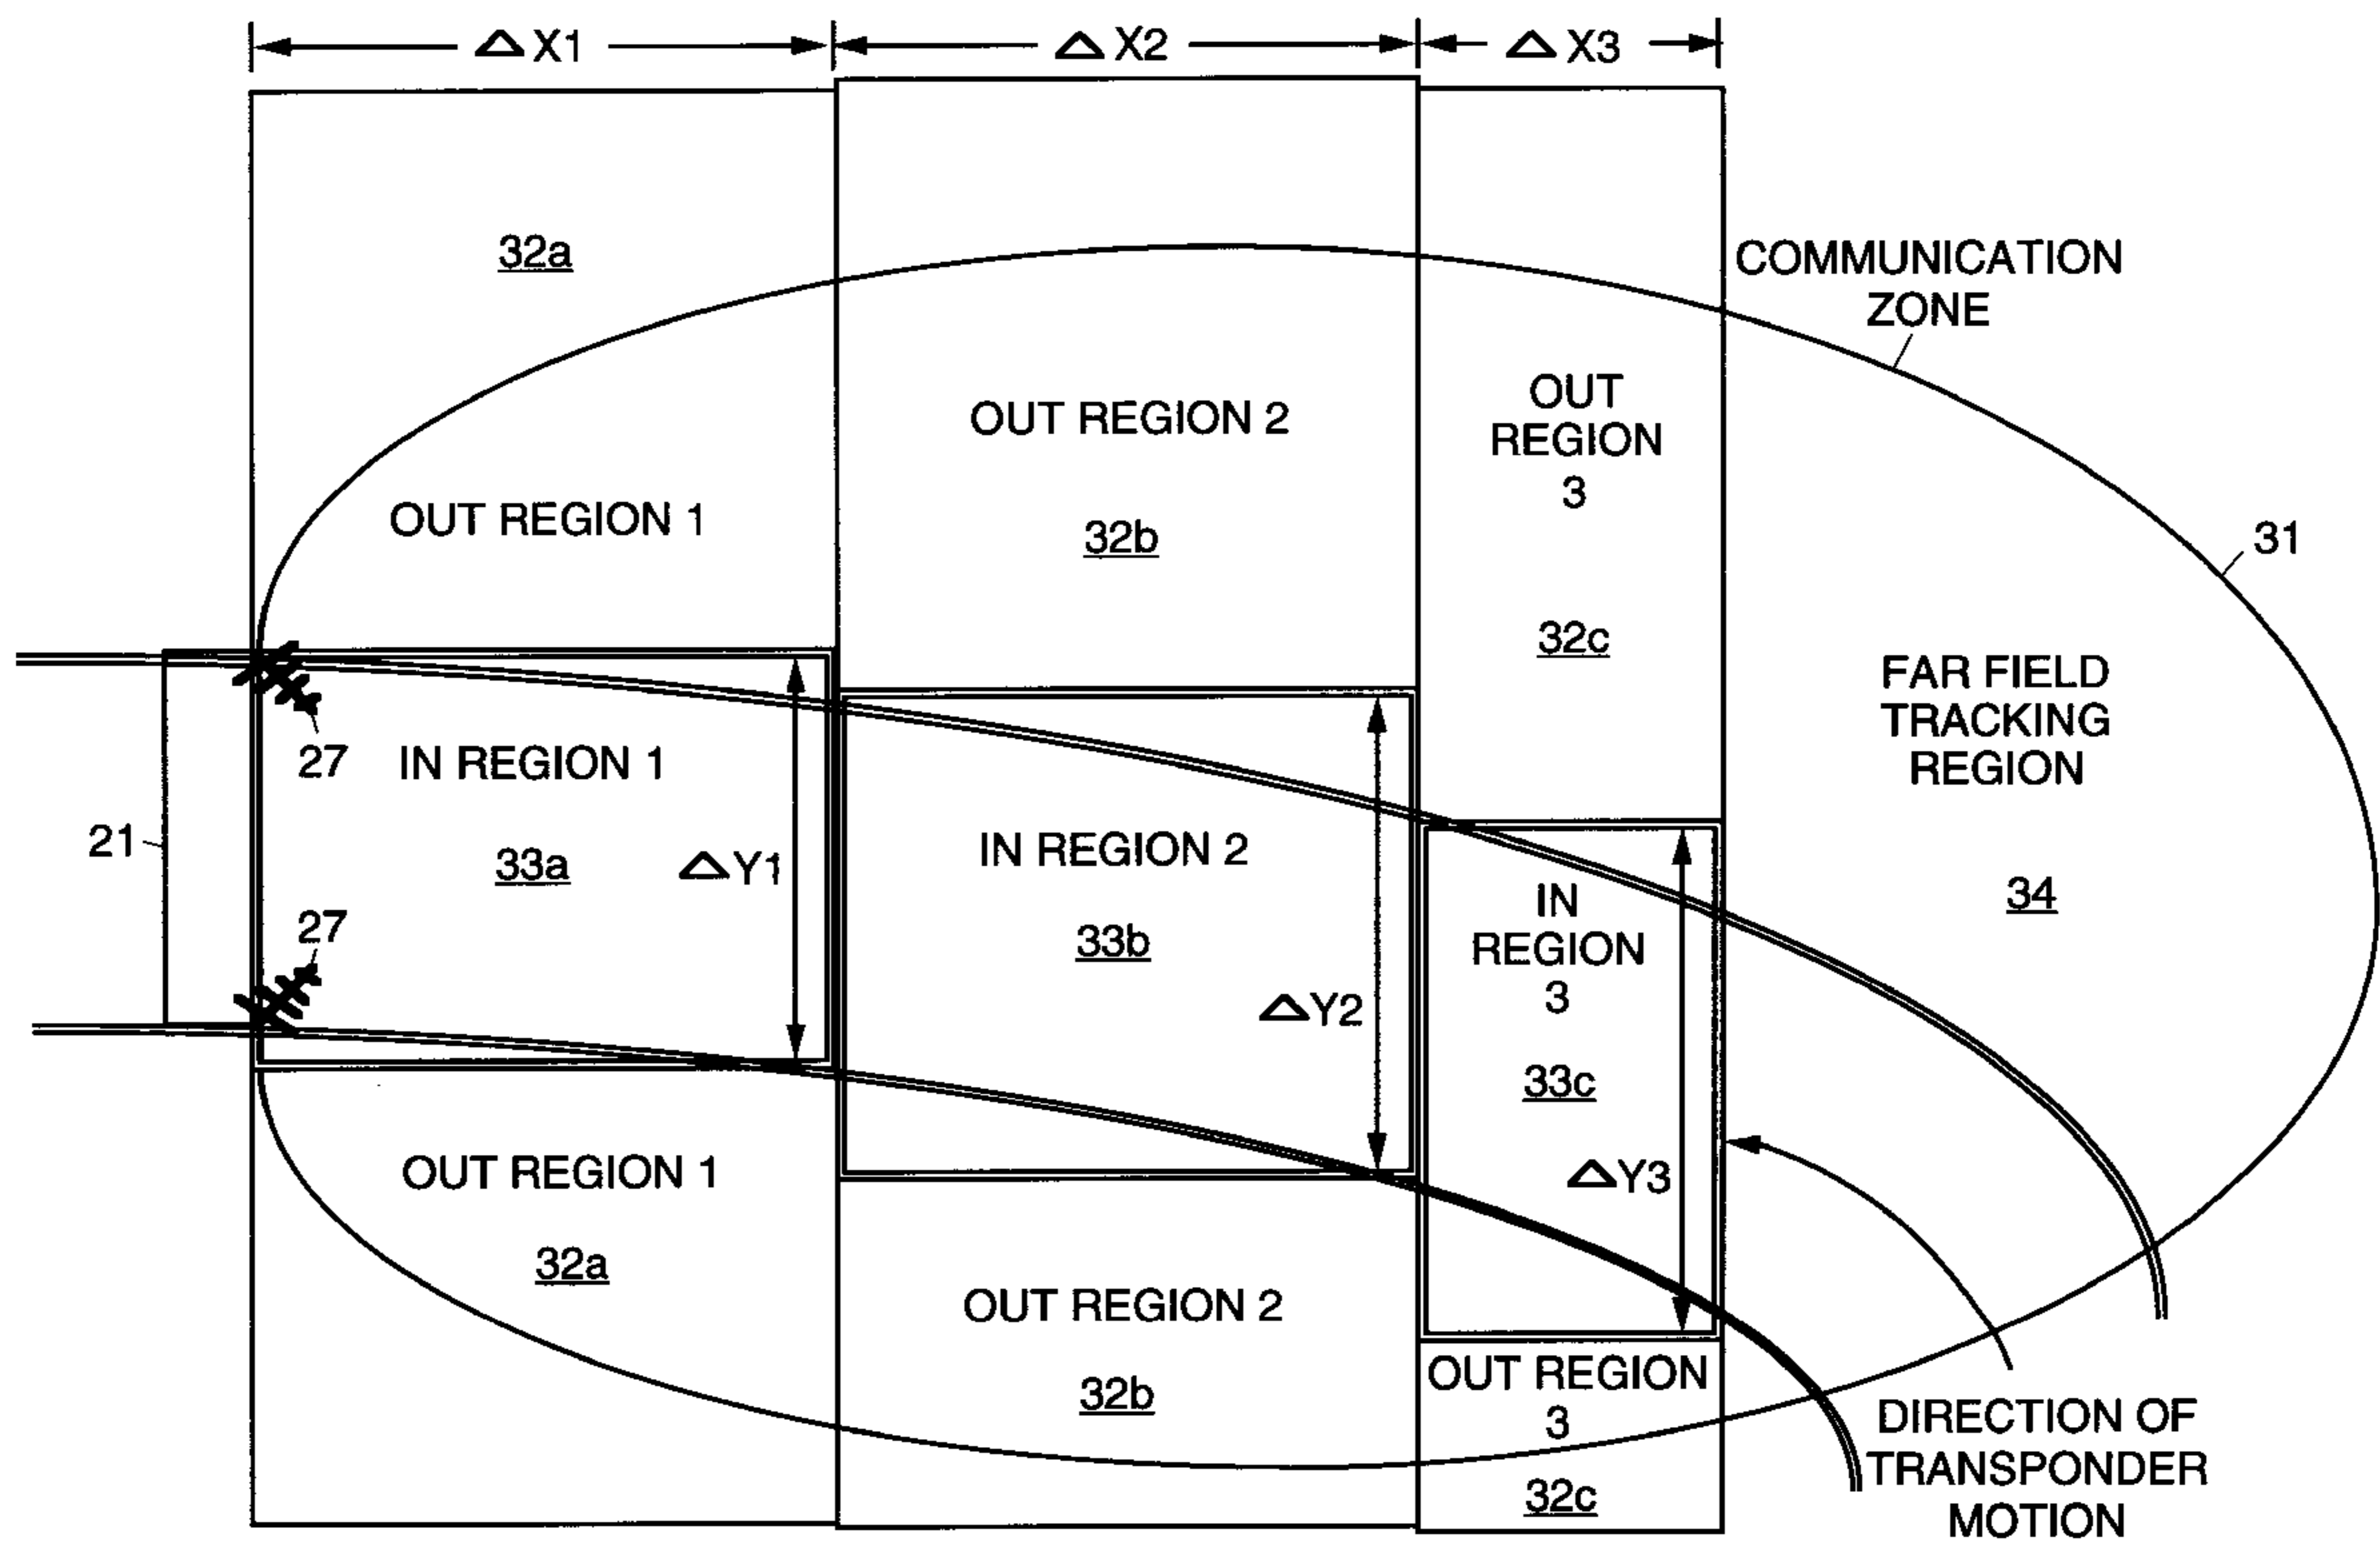 △X1
△X2
△X3
32a
COMMUNICATION
ZONE
OUT
REGION
3
OUT REGION 2
OUT REGION 1
32b
31
32c
FAR FIELD
TRACKING
REGION
27
IN REGION 1
21
33a
△Y1
IN REGION 2
34
IN
REGION
3
27
33b
△Y2
33c
OUT REGION 1
△Y3
32a
OUT REGION 2
OUT REGION
3
32b
DIRECTION OF
TRANSPONDER
MOTION
32c